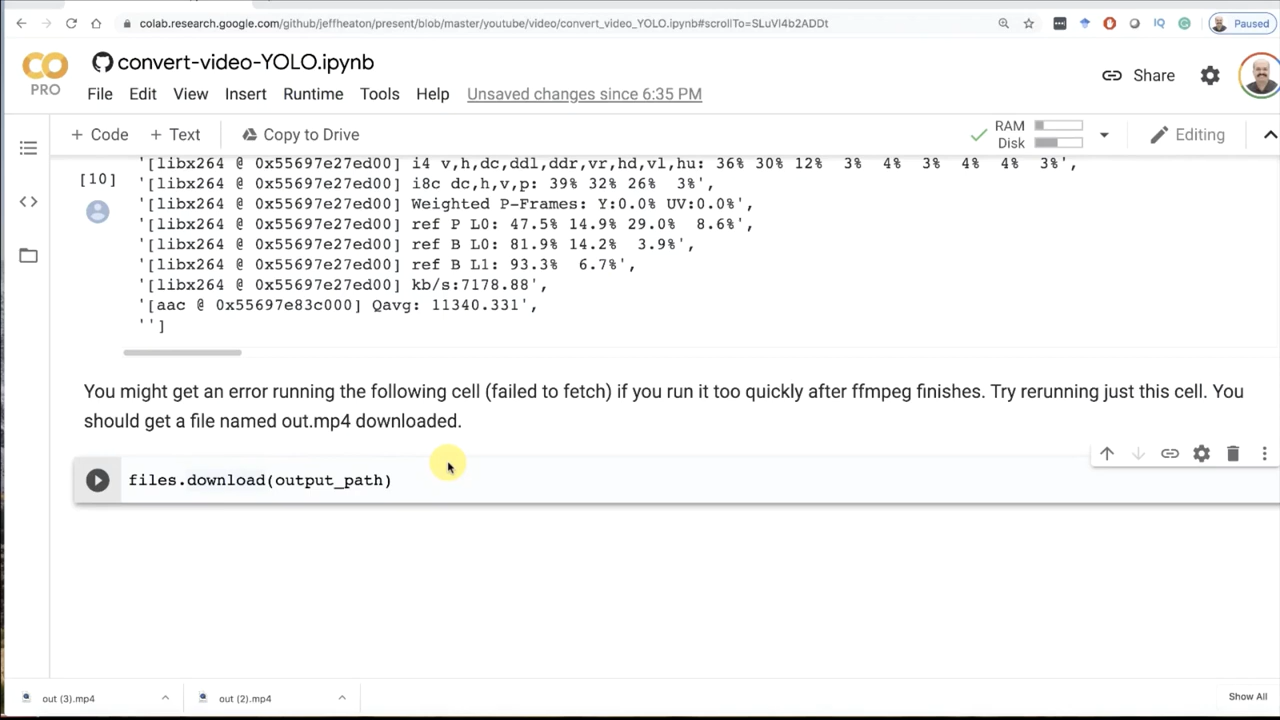 colab.research.google.com/github/jeffheaton/present/blob/master/youtube/video/convert_video_YOLO.ipynb#scrollTo=SLuVl4b2ADDt
IQ
Paused
CO
PRO
convert-video-YOLO.ipynb
File Edit View Insert Runtime Tools Help Unsaved changes since 6:35 PM
Share
+ Code + Text Copy to Drive
RAM
Disk
Editing
'[libx264 @ 0x55697e27ed00] i4 v,h,dc,ddl,ddr,vr,hd,vl,hu: 36% 30% 12% 3% 4% 3% 4% 4% 3%',
[10]
'[libx264 @ 0x55697e27ed00] i8c dc,h,v,p: 39% 32% 26% 3%',
'[libx264 @ 0x55697e27ed00] Weighted P-Frames: Y:0.0% UV:0.0%',
'[libx264 @ 0x55697e27ed00] ref P L0: 47.5% 14.9% 29.0% 8.6%',
'[libx264 @ 0x55697e27ed00] ref B L0: 81.9% 14.2% 3.9%',
'[libx264 @ 0x55697e27ed00] ref B L1: 93.3% 6.7%',
'[libx264 @ 0x55697e27ed00] kb/s:7178.88',
'[aac @ 0x55697e83c000] Qavg: 11340.331',
'']
You might get an error running the following cell (failed to fetch) if you run it too quickly after ffmpeg finishes. Try rerunning just this cell. You
should get a file named out.mp4 downloaded.
files.download(output_path)
out (3).mp4
out (2).mp4
Show All